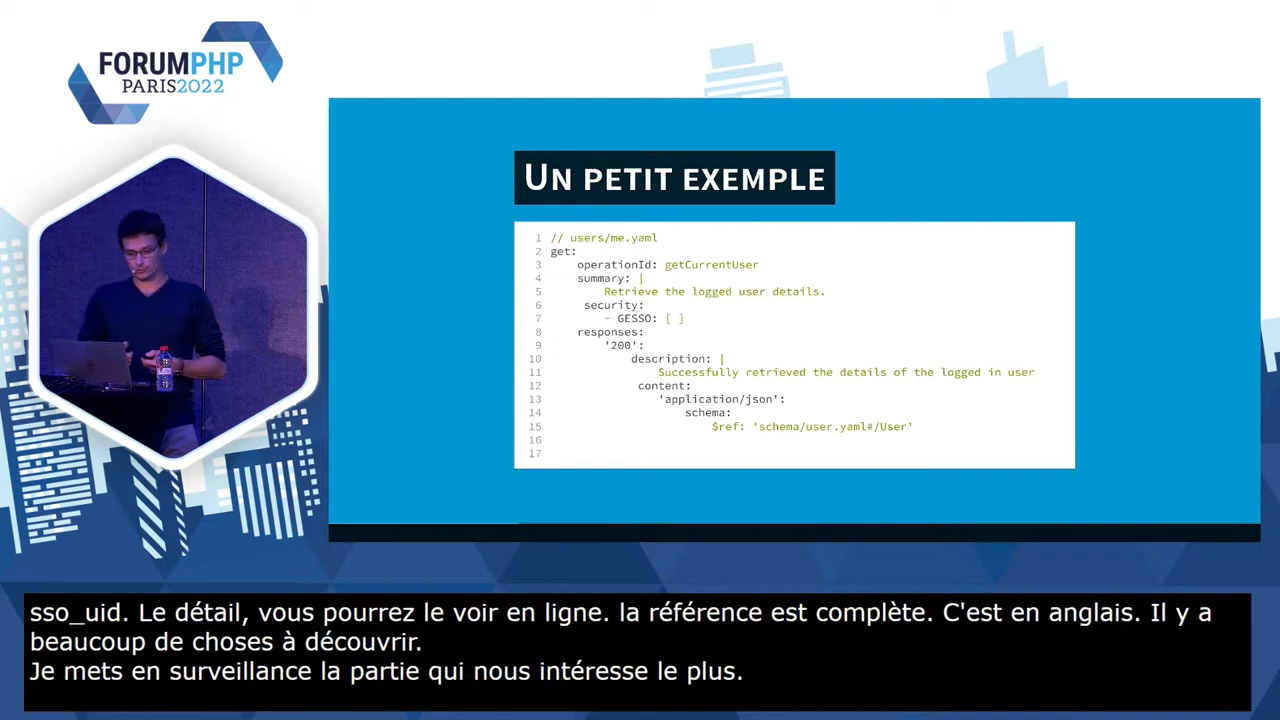 FORUMPHP
PARIS2022
UN PETIT EXEMPLE
1 // users/me.yaml
2 get:
3     operationId: getCurrentUser
4     summary: |
5         Retrieve the logged user details.
6      security:
7         - GESSO: [ ]
8     responses:
9         '200':
10             description: |
11                 Successfully retrieved the details of the logged in user
12              content:
13                 'application/json':
14                     schema:
15                         $ref: 'schema/user.yaml#/User'
16
17
sso_uid. Le détail, vous pourrez le voir en ligne. la référence est complète. C'est en anglais. Il y a
beaucoup de choses à découvrir.
Je mets en surveillance la partie qui nous intéresse le plus.